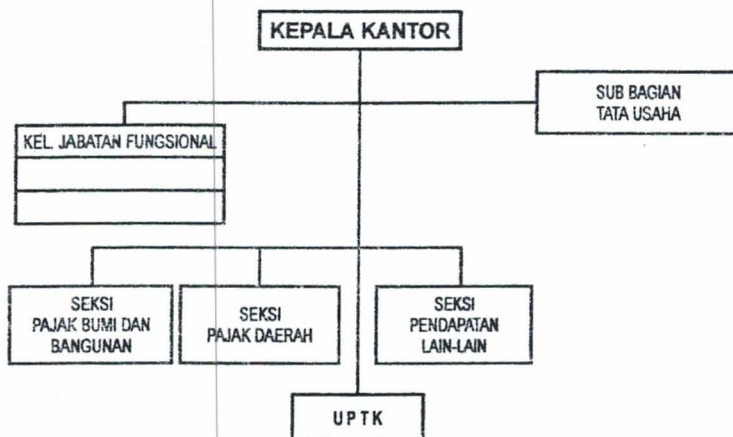 KEPALA KANTOR
SUB BAGIAN
TATA USAHA
KEL. JABATAN FUNGSIONAL
SEKSI
PAJAK BUMI DAN
BANGUNAN
SEKSI
PAJAK DAERAH
SEKSI
PENDAPATAN
LAIN-LAIN
UPTK